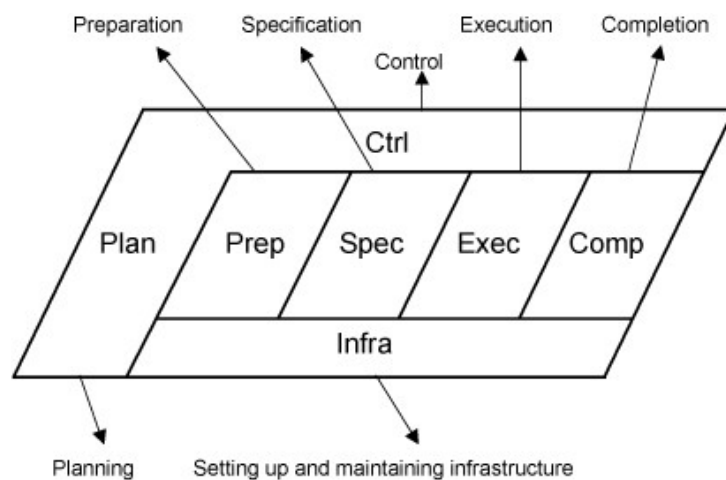 Preparation
Specification
Execution
Completion
Control
Ctrl
Plan
Prep
Spec
Exec
Comp
Infra
Planning
Setting up and maintaining infrastructure